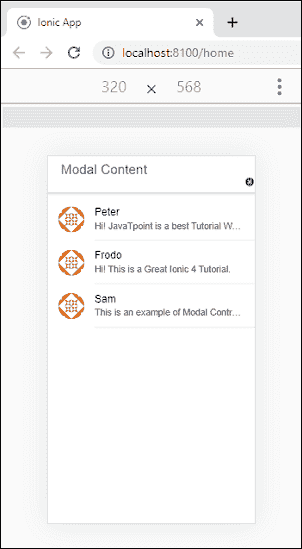 Ionic App
localhost:8100/home
320 × 568
Modal Content
Peter
Hi! JavaTpoint is a best Tutorial W...
Frodo
Hi! This is a Great Ionic 4 Tutorial.
Sam
This is an example of Modal Contr...